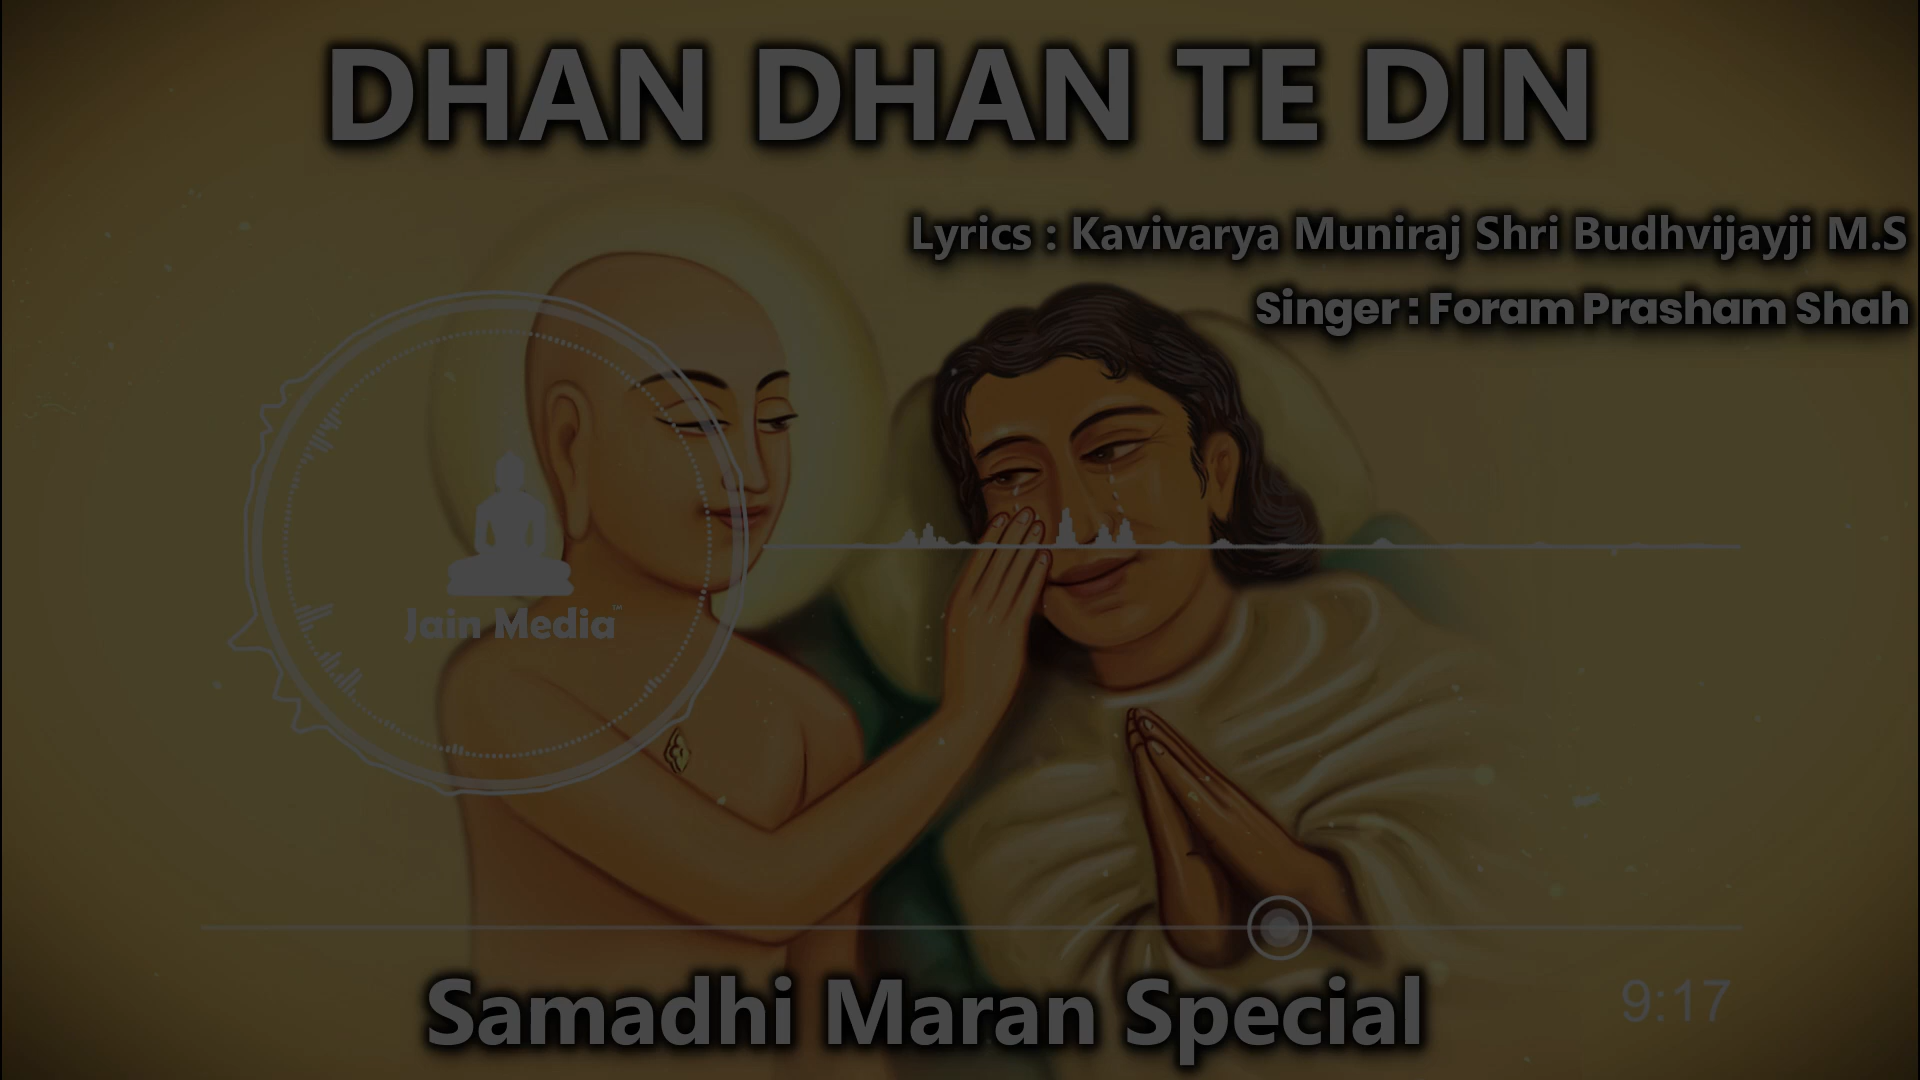 DHAN DHAN TE DIN
Lyrics : Kavivarya Muniraj Shri Budhvijayji M.S
Singer : Foram Prasham Shah
Jain Media™
Samadhi Maran Special
9:17